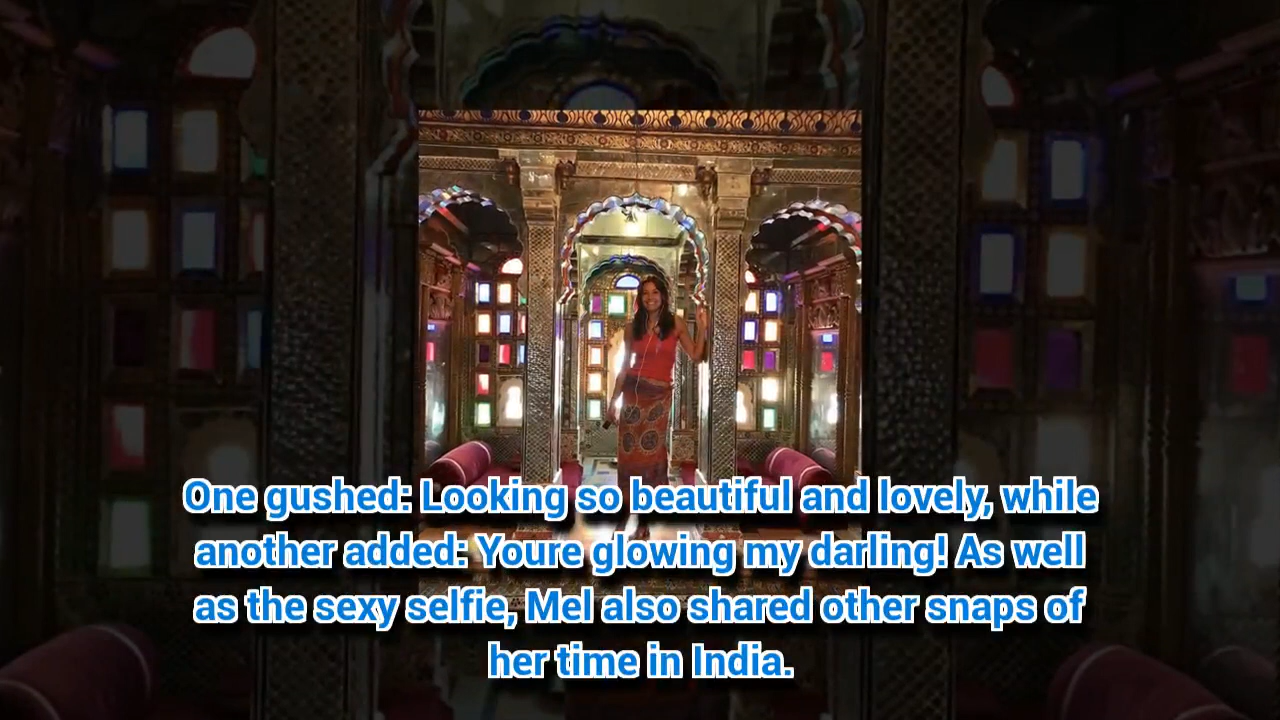 One gushed: Looking so beautiful and lovely, while
another added: Youre glowing my darling! As well
as the sexy selfie, Mel also shared other snaps of
her time in India.